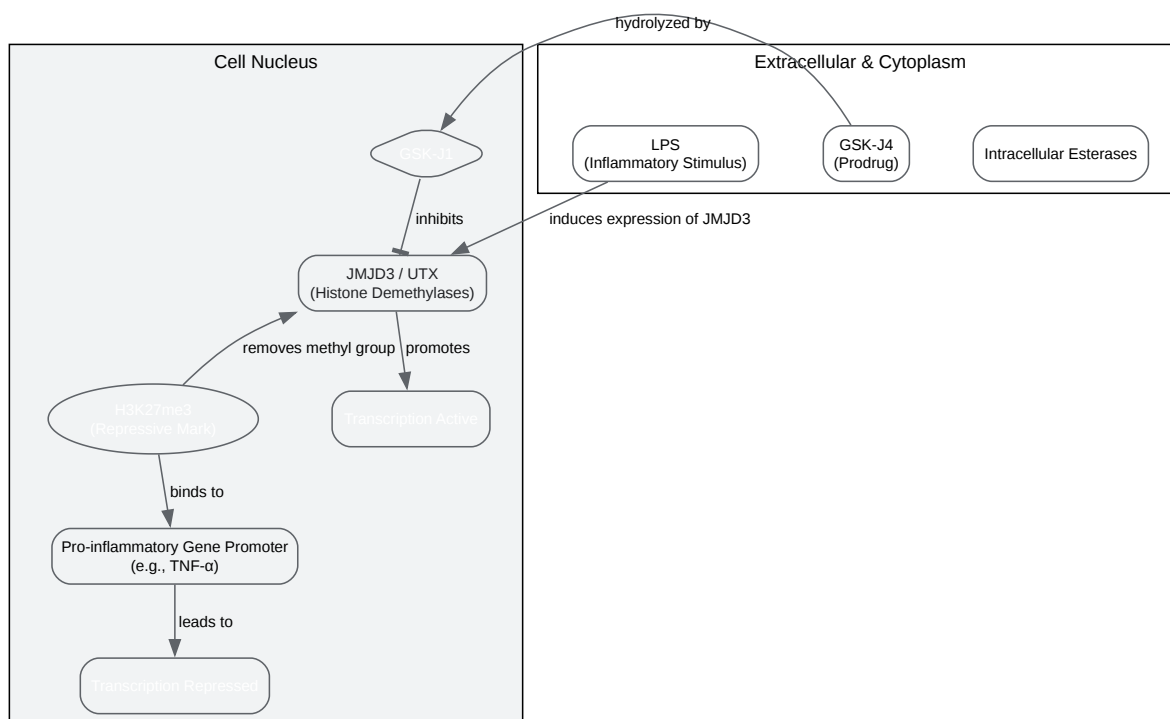 hydrolyzed by
Cell Nucleus
Extracellular & Cytoplasm
GSK-J1
LPS
(Inflammatory Stimulus)
GSK-J4
(Prodrug)
Intracellular Esterases
inhibits
induces expression of JMJD3
JMJD3 / UTX
(Histone Demethylases)
removes methyl group
promotes
H3K27me3
(Repressive Mark)
Transcription Active
binds to
Pro-inflammatory Gene Promoter
(e.g., TNF-α)
leads to
Transcription Repressed